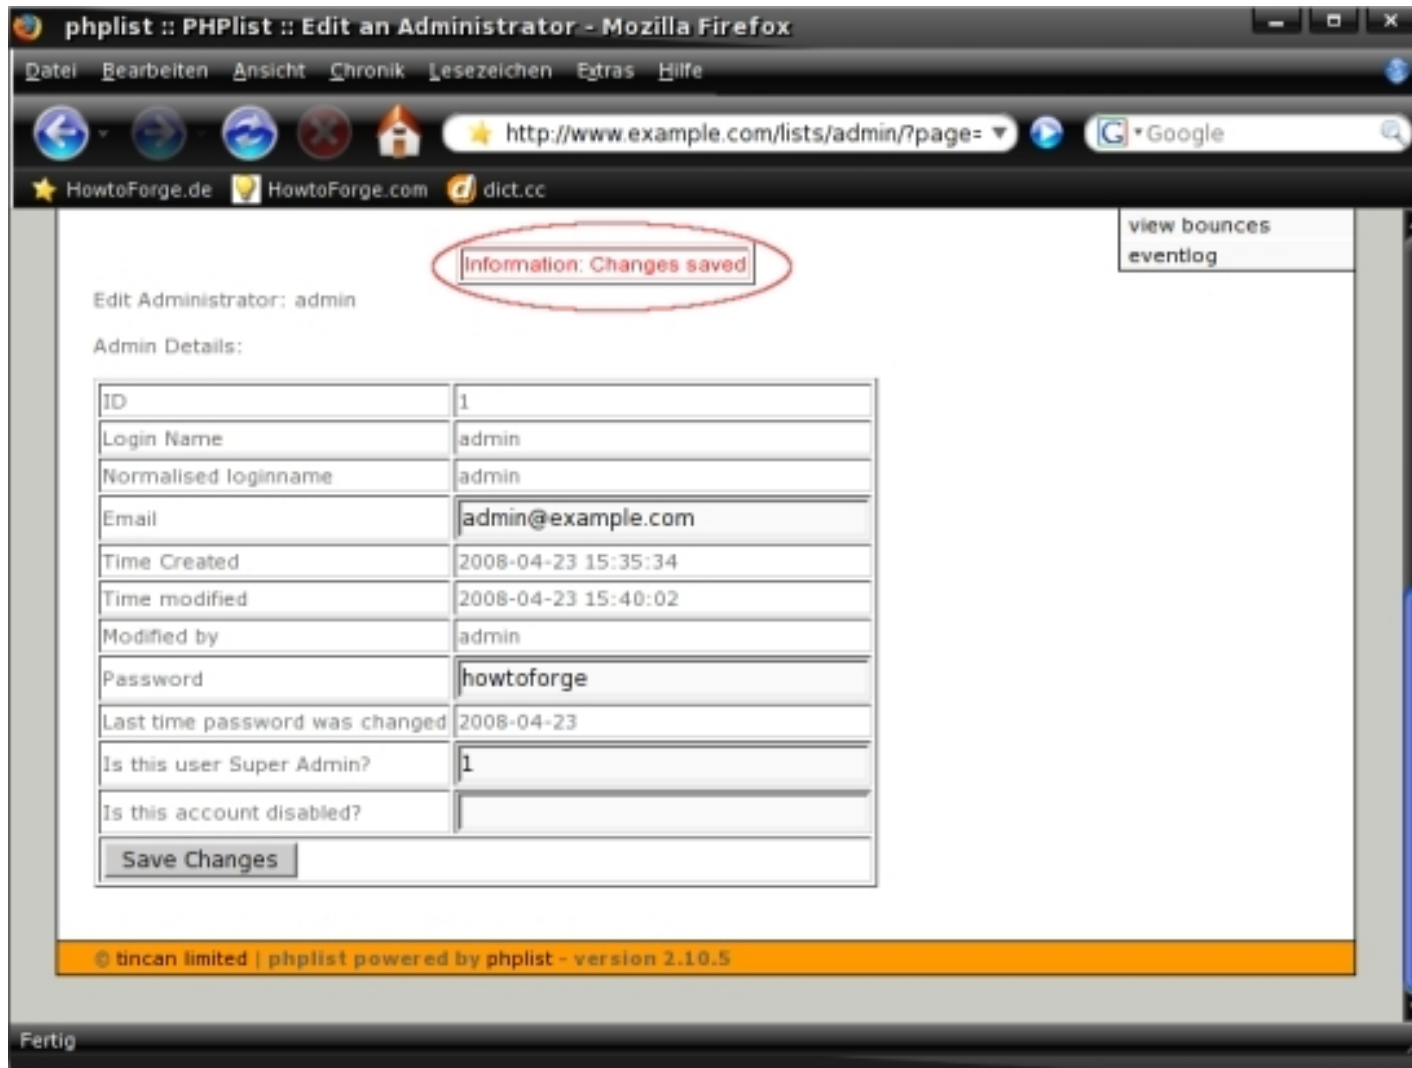 phplist :: PHPlist :: Edit an Administrator - Mozilla Firefox
Datei Bearbeiten Ansicht Chronik Lesezeichen Extras Hilfe
http://www.example.com/lists/admin/?page=
G Google
HowtoForge.de HowtoForge.com d dict.cc
view bounces
eventlog
Information: Changes saved
Edit Administrator: admin
Admin Details:
ID 1
Login Name admin
Normalised loginname admin
Email admin@example.com
Time Created 2008-04-23 15:35:34
Time modified 2008-04-23 15:40:02
Modified by admin
Password howtoforge
Last time password was changed 2008-04-23
Is this user Super Admin? 1
Is this account disabled?
Save Changes
© tincan limited | phplist powered by phplist - version 2.10.5
Fertig